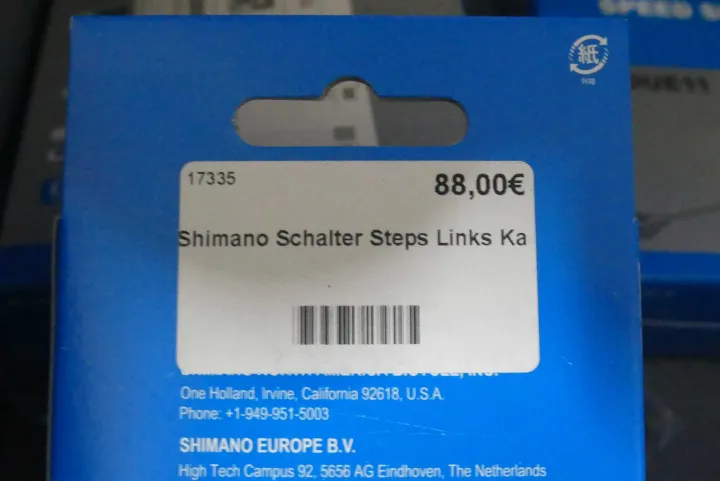 紙
17335
88,00€
Shimano Schalter Steps Links Ka
One Holland, Irvine, California 92618, U.S.A.
Phone: +1-949-951-5003
SHIMANO EUROPE B.V.
High Tech Campus 92, 5656 AG Eindhoven, The Netherlands